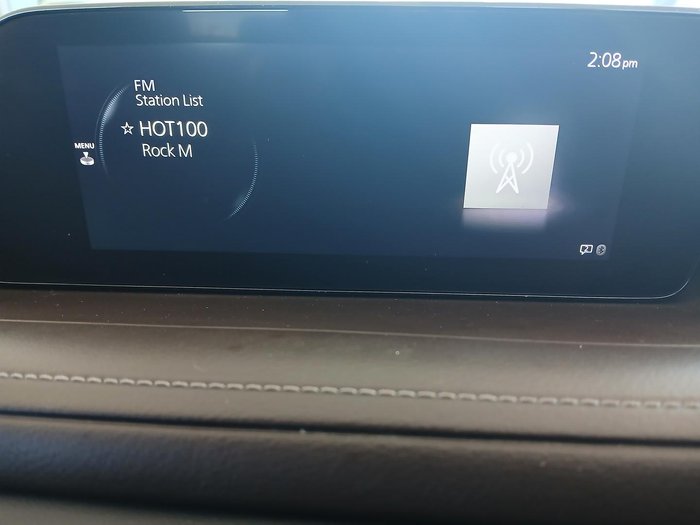 2:08pm
FM
Station List
☆ HOT100
Rock M
MENU